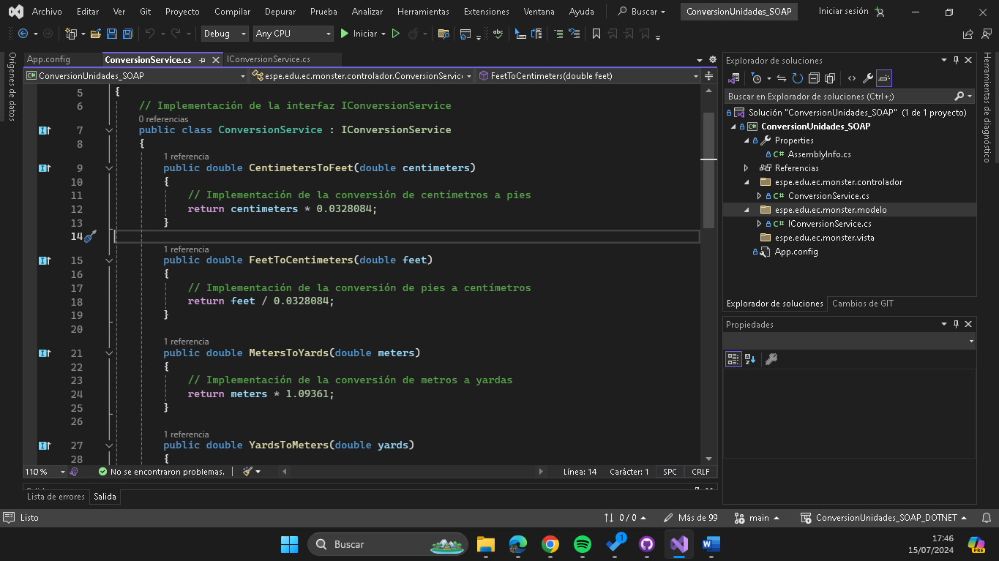 Archivo Editar Ver Git Proyecto Compilar Depurar Prueba Analizar Herramientas Extensiones Ventana Ayuda Buscar ConversionUnidades_SOAP Iniciar sesión
Debug Any CPU Iniciar
Orígenes de datos
App.config ConversionService.cs IConversionService.cs
ConversionUnidades_SOAP espe.edu.ec.monster.controlador.ConversionServic FeetToCentimeters(double feet)
5 {
6 // Implementación de la interfaz IConversionService
0 referencias
7 public class ConversionService : IConversionService
8 {
1 referencia
9 public double CentimetersToFeet(double centimeters)
10 {
11 // Implementación de la conversión de centímetros a pies
12 return centimeters * 0.0328084;
13 }
14
1 referencia
15 public double FeetToCentimeters(double feet)
16 {
17 // Implementación de la conversión de pies a centímetros
18 return feet / 0.0328084;
19 }
20
1 referencia
21 public double MetersToYards(double meters)
22 {
23 // Implementación de la conversión de metros a yardas
24 return meters * 1.09361;
25 }
26
1 referencia
27 public double YardsToMeters(double yards)
28 {
110 % No se encontraron problemas. Línea: 14 Carácter: 1 SPC CRLF
Lista de errores Salida
Explorador de soluciones
Buscar en Explorador de soluciones (Ctrl+;)
Solución "ConversionUnidades_SOAP" (1 de 1 proyecto)
C# ConversionUnidades_SOAP
Properties
C# AssemblyInfo.cs
Referencias
espe.edu.ec.monster.controlador
C# ConversionService.cs
espe.edu.ec.monster.modelo
C# IConversionService.cs
espe.edu.ec.monster.vista
App.config
Explorador de soluciones Cambios de GIT
Propiedades
Herramientas de diagnóstico
Listo 0 / 0 Más de 99 main ConversionUnidades_SOAP_DOTNET
Buscar 1 17:46
15/07/2024
PRE